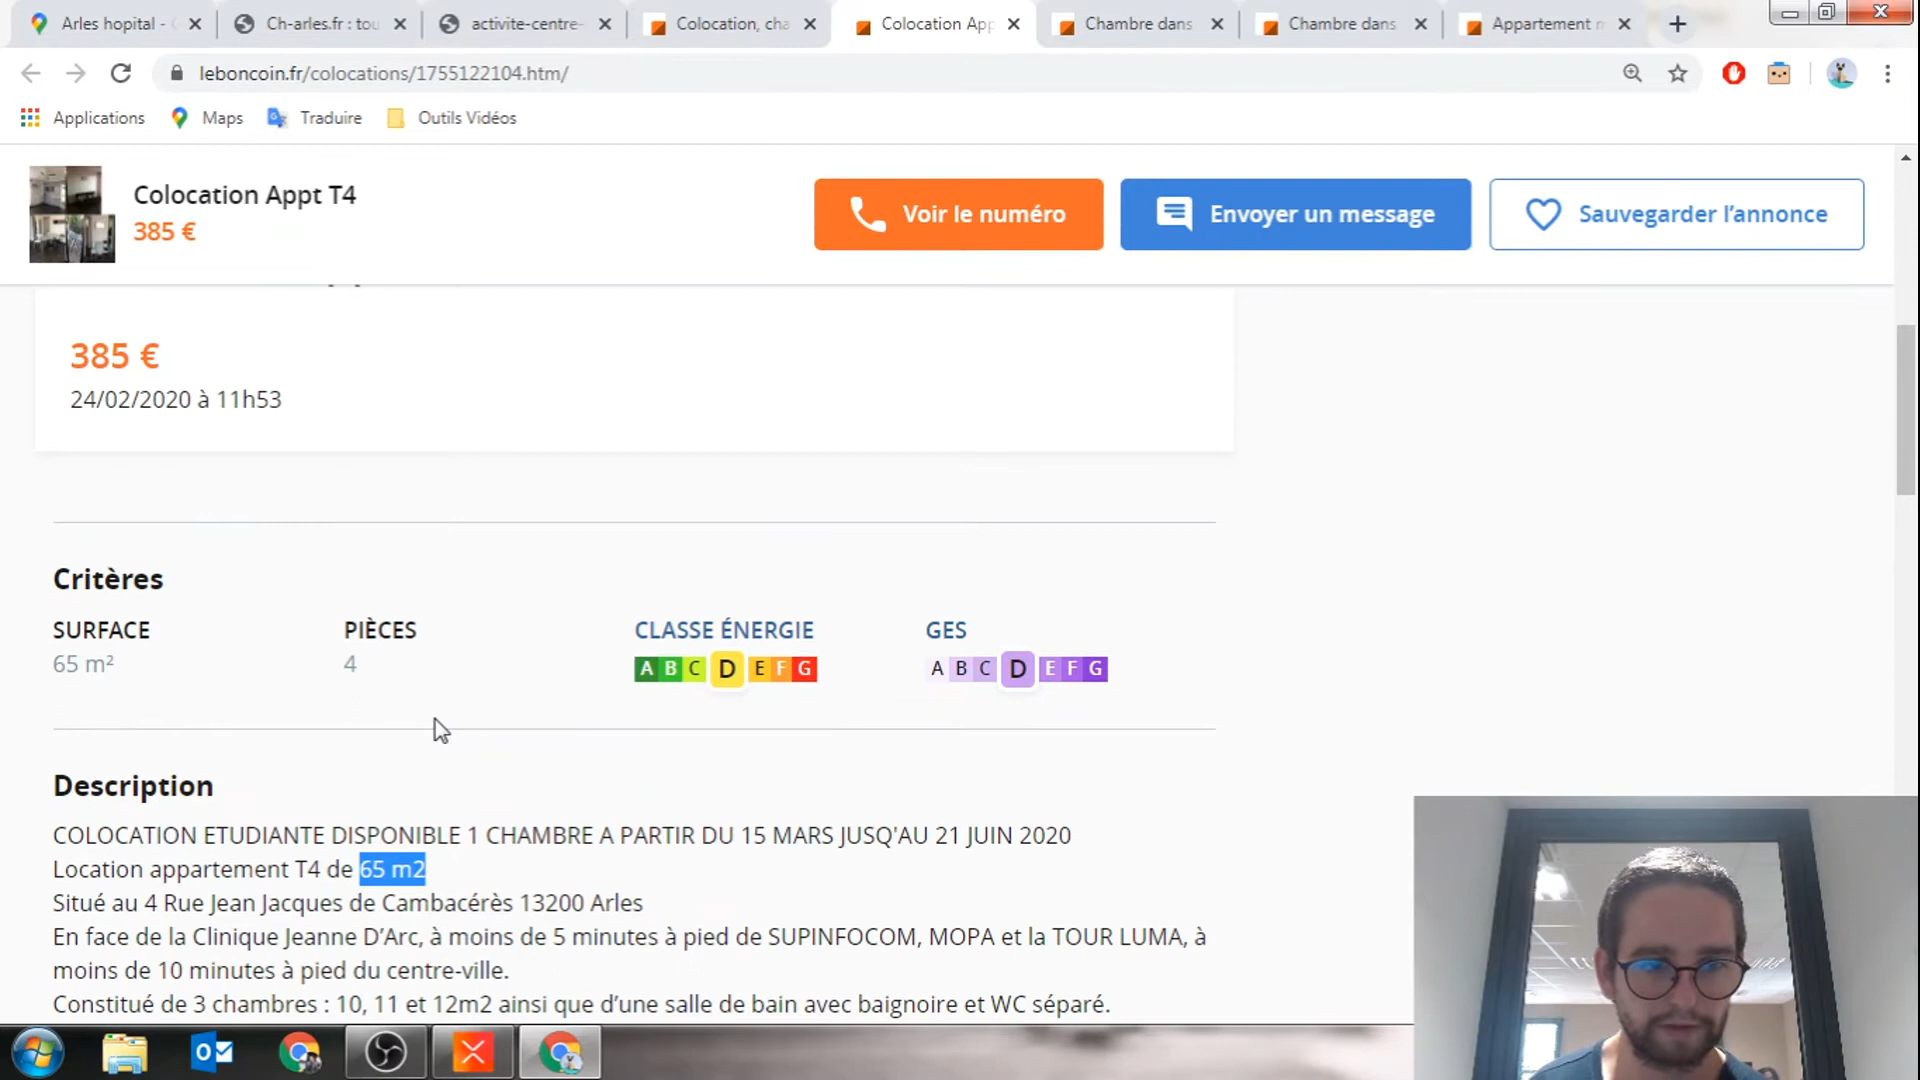 Arles hopital -
Ch-arles.fr : tou
activite-centre-
Colocation, cha
Colocation App
Chambre dans
Chambre dans
Appartement m
leboncoin.fr/colocations/1755122104.htm/
Applications
Maps
Traduire
Outils Vidéos
Colocation Appt T4
385 €
Voir le numéro
Envoyer un message
Sauvegarder l’annonce
385 €
24/02/2020 à 11h53
Critères
SURFACE
65 m²
PIÈCES
4
CLASSE ÉNERGIE
A B C D E F G
GES
A B C D E F G
Description
COLOCATION ETUDIANTE DISPONIBLE 1 CHAMBRE A PARTIR DU 15 MARS JUSQ'AU 21 JUIN 2020
Location appartement T4 de 65 m2
Situé au 4 Rue Jean Jacques de Cambacérès 13200 Arles
En face de la Clinique Jeanne D’Arc, à moins de 5 minutes à pied de SUPINFOCOM, MOPA et la TOUR LUMA, à
moins de 10 minutes à pied du centre-ville.
Constitué de 3 chambres : 10, 11 et 12m2 ainsi que d’une salle de bain avec baignoire et WC séparé.